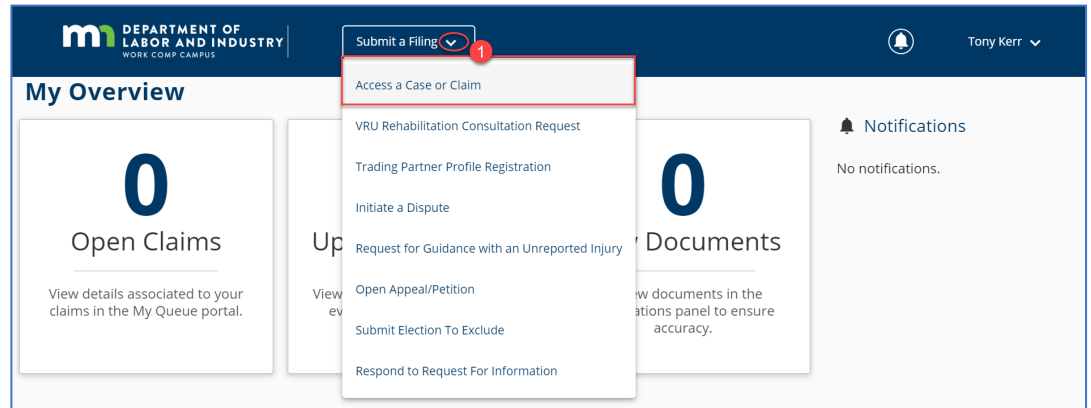 mn DEPARTMENT OF
LABOR AND INDUSTRY
WORK COMP CAMPUS
Submit a Filing
1
Tony Kerr
My Overview
Access a Case or Claim
VRU Rehabilitation Consultation Request
Trading Partner Profile Registration
Initiate a Dispute
Request for Guidance with an Unreported Injury
Open Appeal/Petition
Submit Election To Exclude
Respond to Request For Information
0
Open Claims
View details associated to your
claims in the My Queue portal.
Up
View
ev
0
Documents
ew documents in the
ations panel to ensure
accuracy.
Notifications
No notifications.